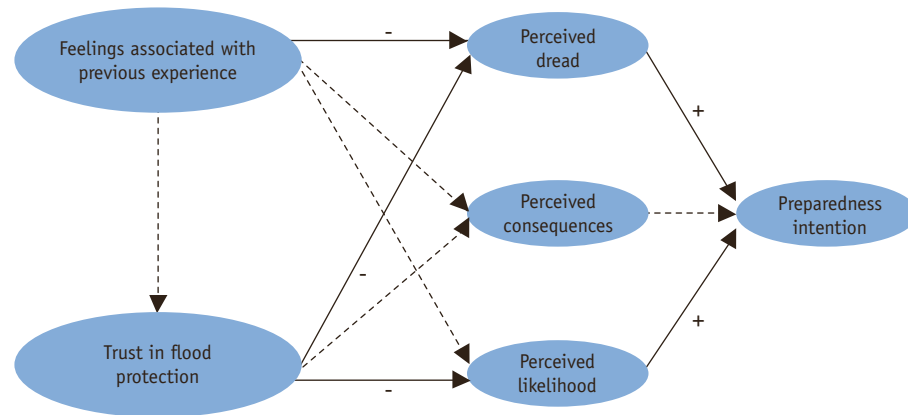 Feelings associated with
previous experience
-
Perceived
dread
+
Perceived
consequences
Preparedness
intention
-
+
Trust in flood
protection
-
Perceived
likelihood